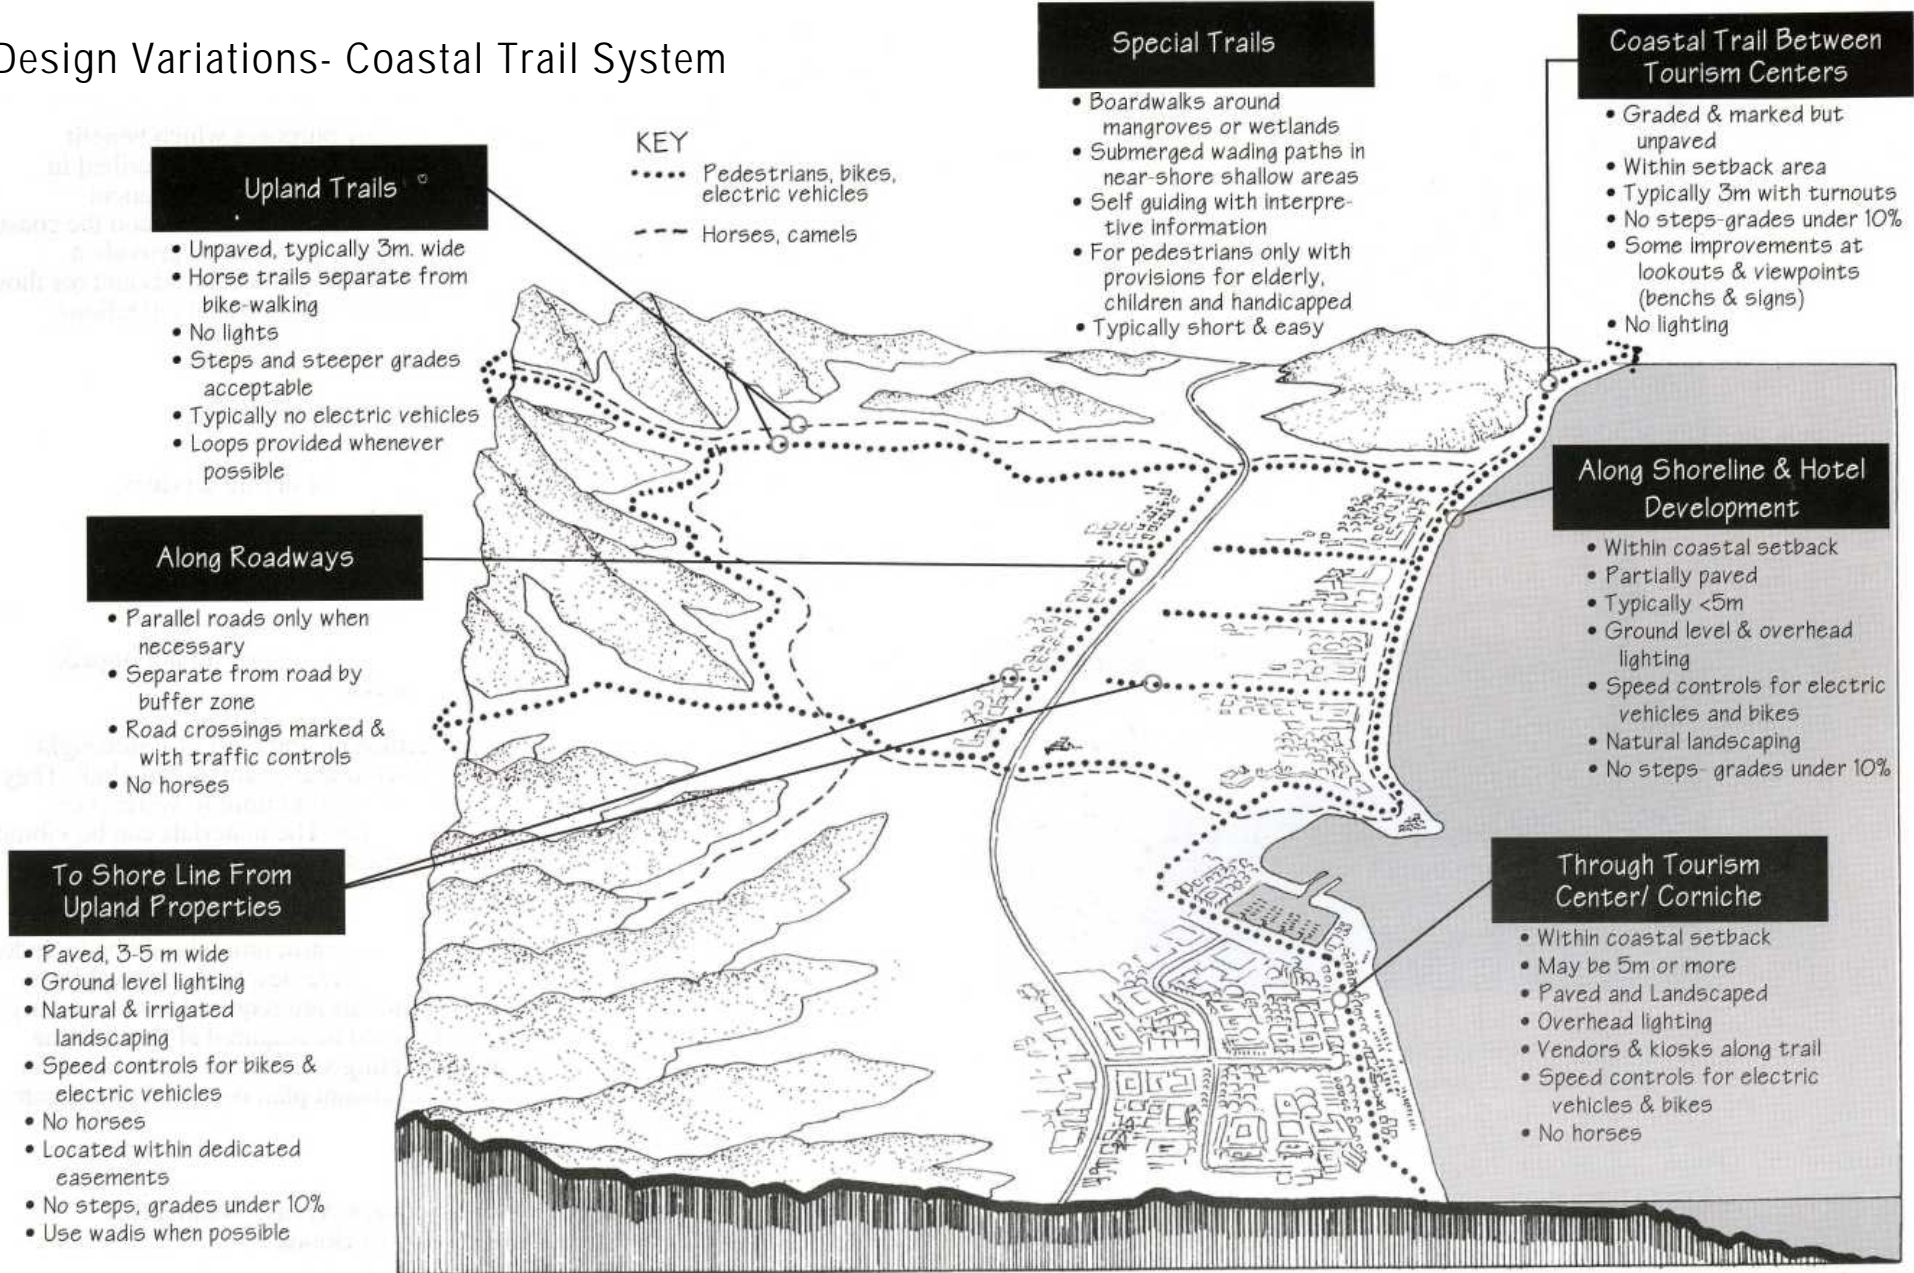 Design Variations- Coastal Trail System
KEY
Pedestrians, bikes,
electric vehicles
Horses, camels
Upland Trails
• Unpaved, typically 3m. wide
• Horse trails separate from
bike-walking
• No lights
• Steps and steeper grades
acceptable
• Typically no electric vehicles
• Loops provided whenever
possible
Along Roadways
• Parallel roads only when
necessary
• Separate from road by
buffer zone
• Road crossings marked &
with traffic controls
• No horses
To Shore Line From
Upland Properties
• Paved, 3-5 m wide
• Ground level lighting
• Natural & irrigated
landscaping
• Speed controls for bikes &
electric vehicles
• No horses
• Located within dedicated
easements
• No steps, grades under 10%
• Use wadis when possible
Special Trails
• Boardwalks around
mangroves or wetlands
• Submerged wading paths in
near-shore shallow areas
• Self guiding with interpre-
tive information
• For pedestrians only with
provisions for elderly,
children and handicapped
• Typically short & easy
Coastal Trail Between
Tourism Centers
• Graded & marked but
unpaved
• Within setback area
• Typically 3m with turnouts
• No steps-grades under 10%
• Some improvements at
lookouts & viewpoints
(benchs & signs)
• No lighting
Along Shoreline & Hotel
Development
• Within coastal setback
• Partially paved
• Typically <5m
• Ground level & overhead
lighting
• Speed controls for electric
vehicles and bikes
• Natural landscaping
• No steps- grades under 10%
Through Tourism
Center/ Corniche
• Within coastal setback
• May be 5m or more
• Paved and Landscaped
• Overhead lighting
• Vendors & kiosks along trail
• Speed controls for electric
vehicles & bikes
• No horses